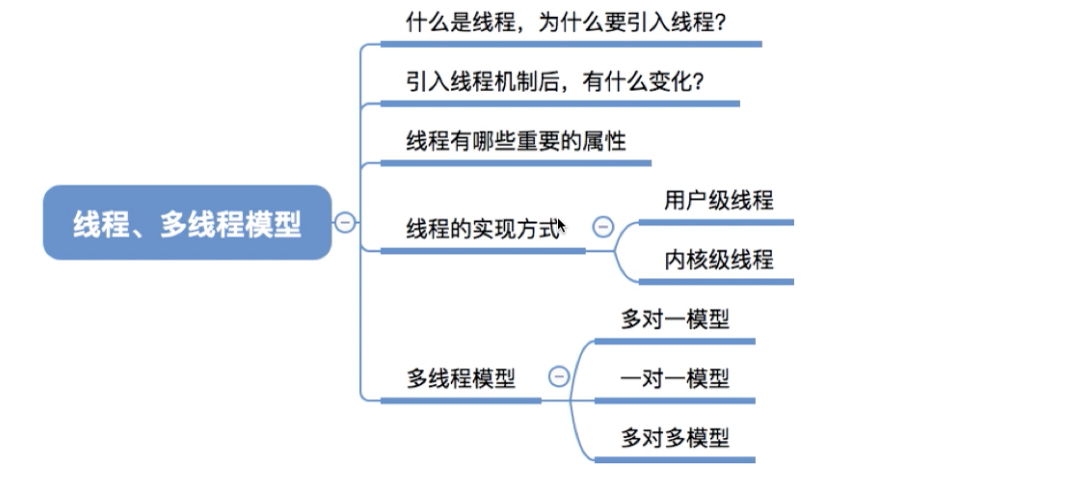 什么是线程，为什么要引入线程？
引入线程机制后，有什么变化？
线程有哪些重要的属性
线程、多线程模型
线程的实现方式
用户级线程
内核级线程
多线程模型
多对一模型
一对一模型
多对多模型